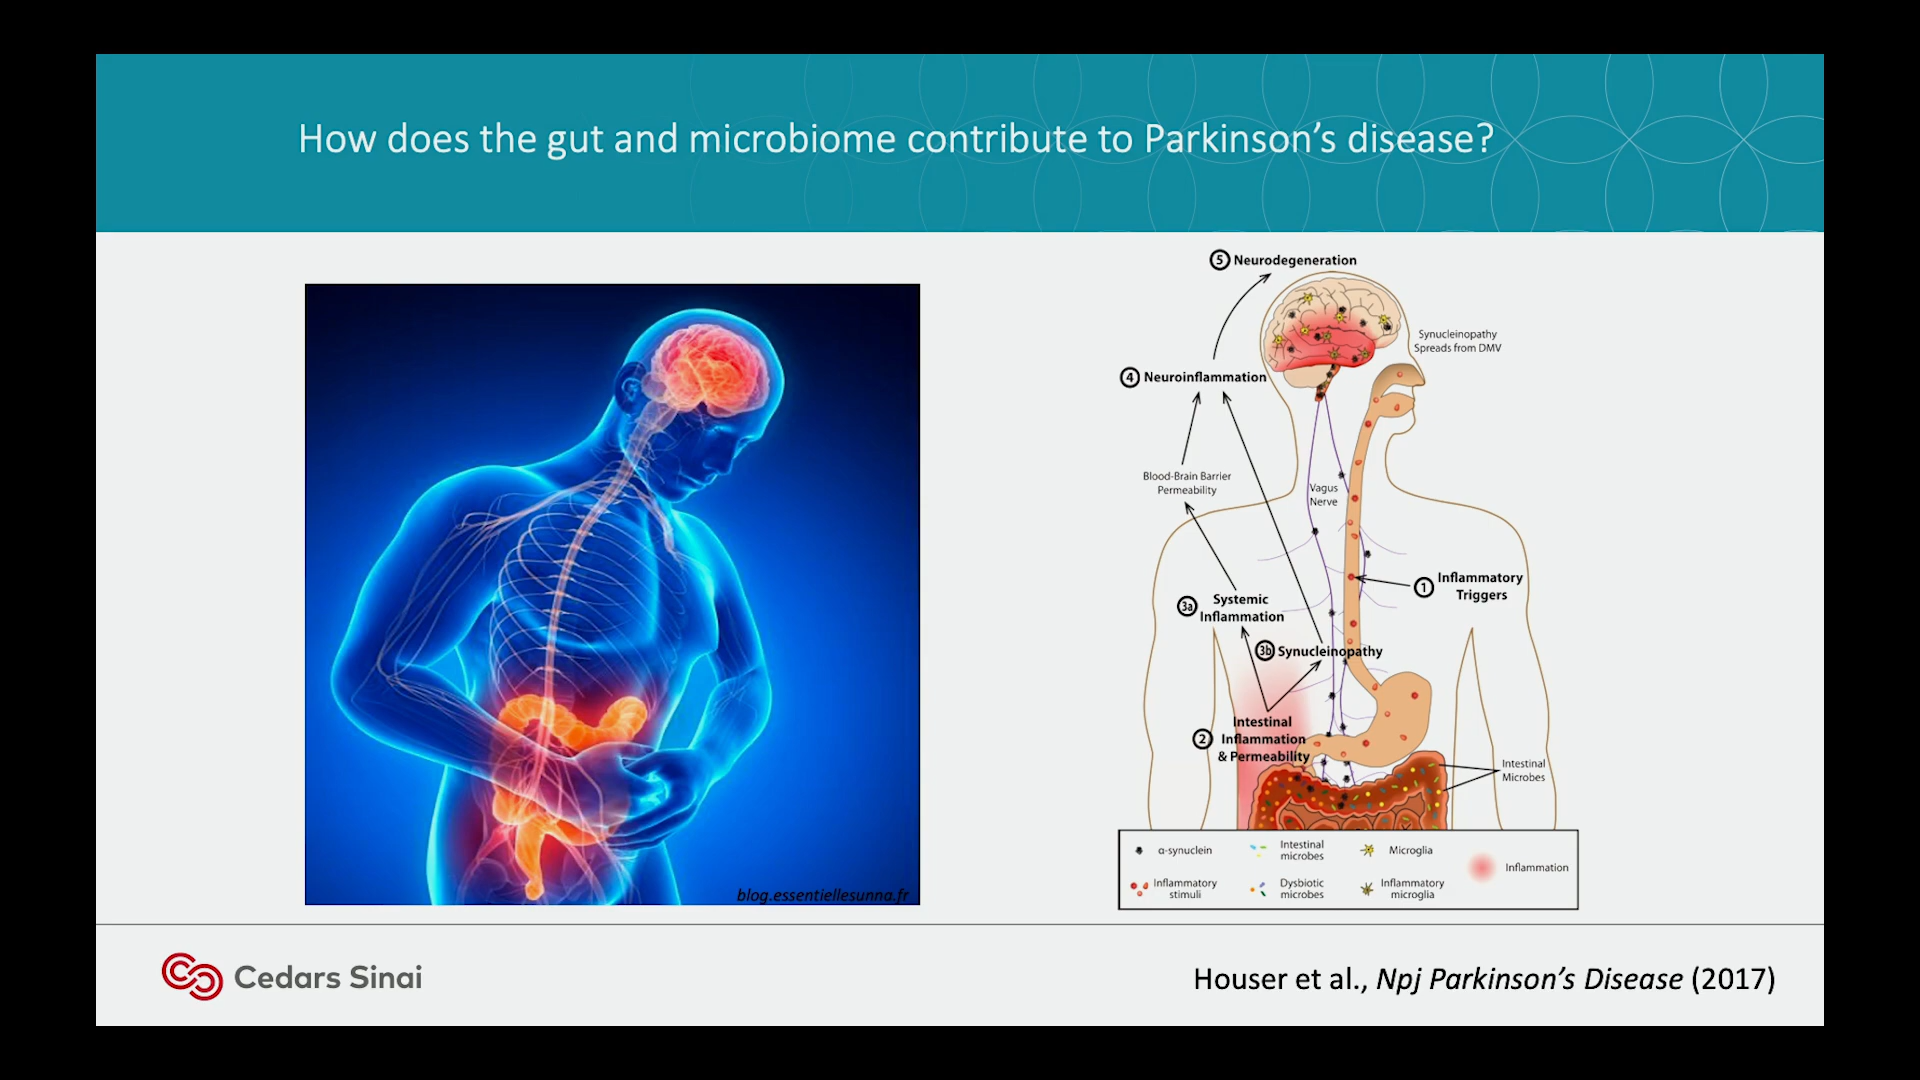 How does the gut and microbiome contribute to Parkinson's disease?
blog.essentiellesunna.fr
5 Neurodegeneration
Synucleinopathy
Spreads from DMV
4 Neuroinflammation
Blood-Brain Barrier
Permeability
Vagus
Nerve
1 Inflammatory
Triggers
3a Systemic
Inflammation
3b Synucleinopathy
2 Intestinal
Inflammation
& Permeability
Intestinal
Microbes
α-synuclein
Intestinal
microbes
Microglia
Inflammation
Inflammatory
stimuli
Dysbiotic
microbes
Inflammatory
microglia
Cedars Sinai
Houser et al., Npj Parkinson's Disease (2017)